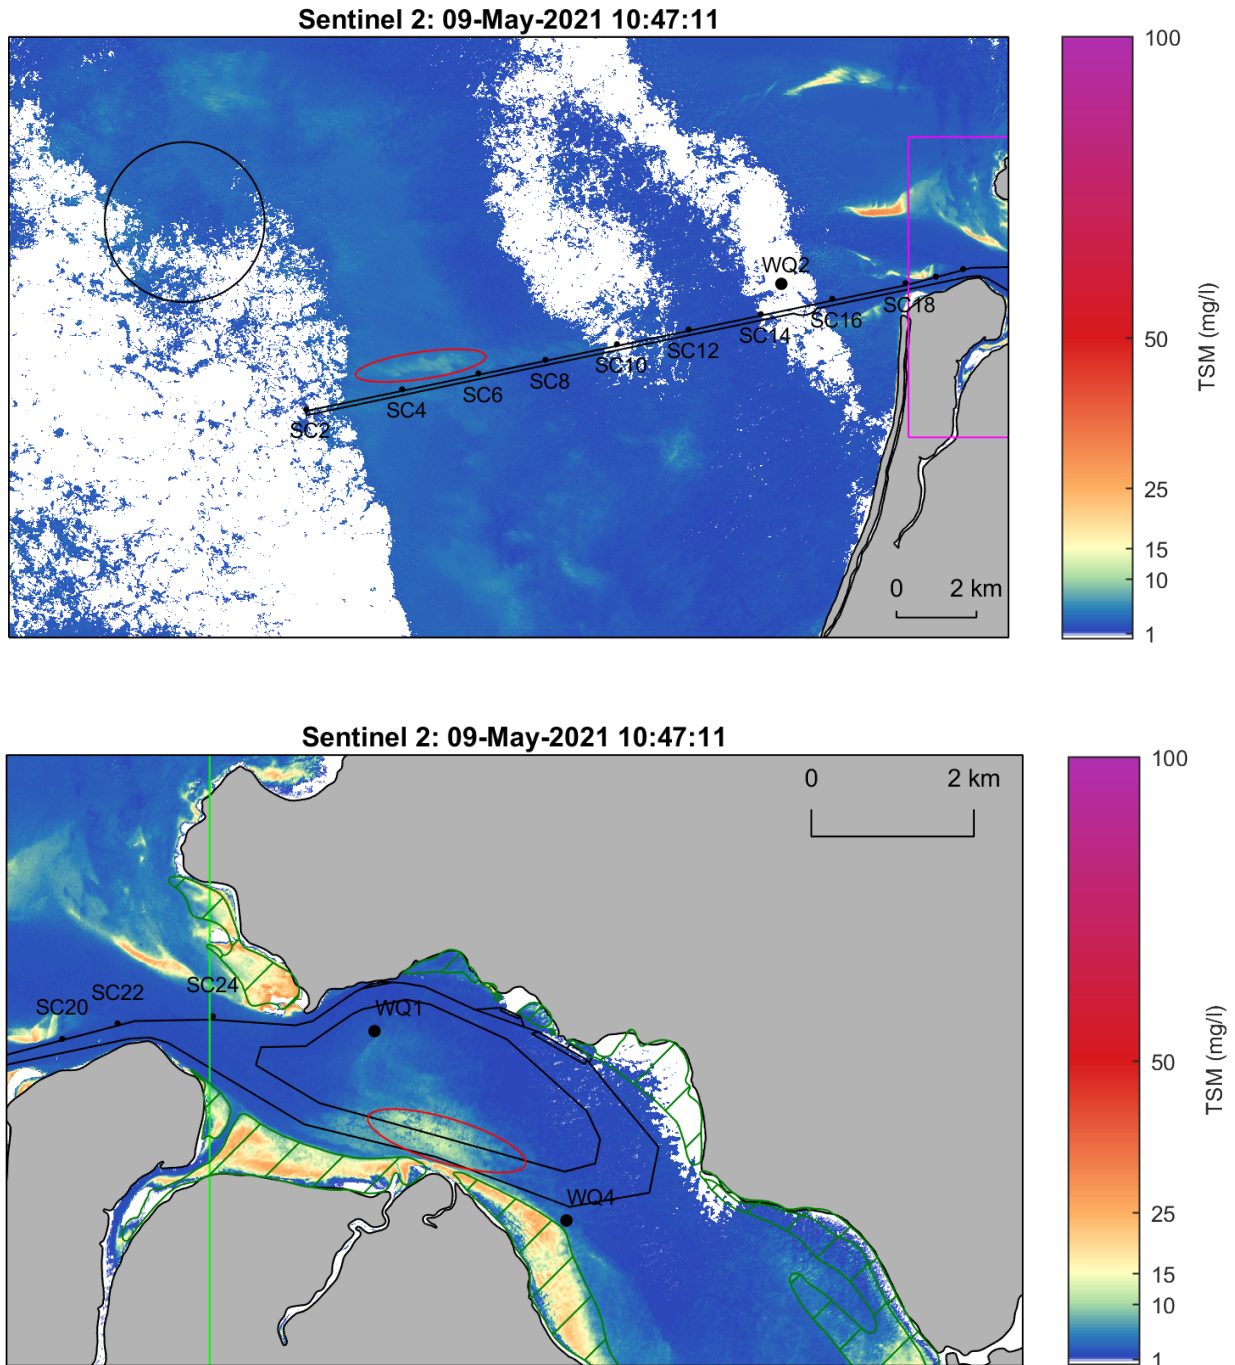 Sentinel 2: 09-May-2021 10:47:11
100
WQ2
SC18
SC16
SC14
SC12
SC10
SC8
SC6
SC4
SC2
50
TSM (mg/l)
25
15
10
1
0 2 km
Sentinel 2: 09-May-2021 10:47:11
100
0 2 km
SC24
SC22
SC20
WQ1
50
TSM (mg/l)
WQ4
25
15
10
1